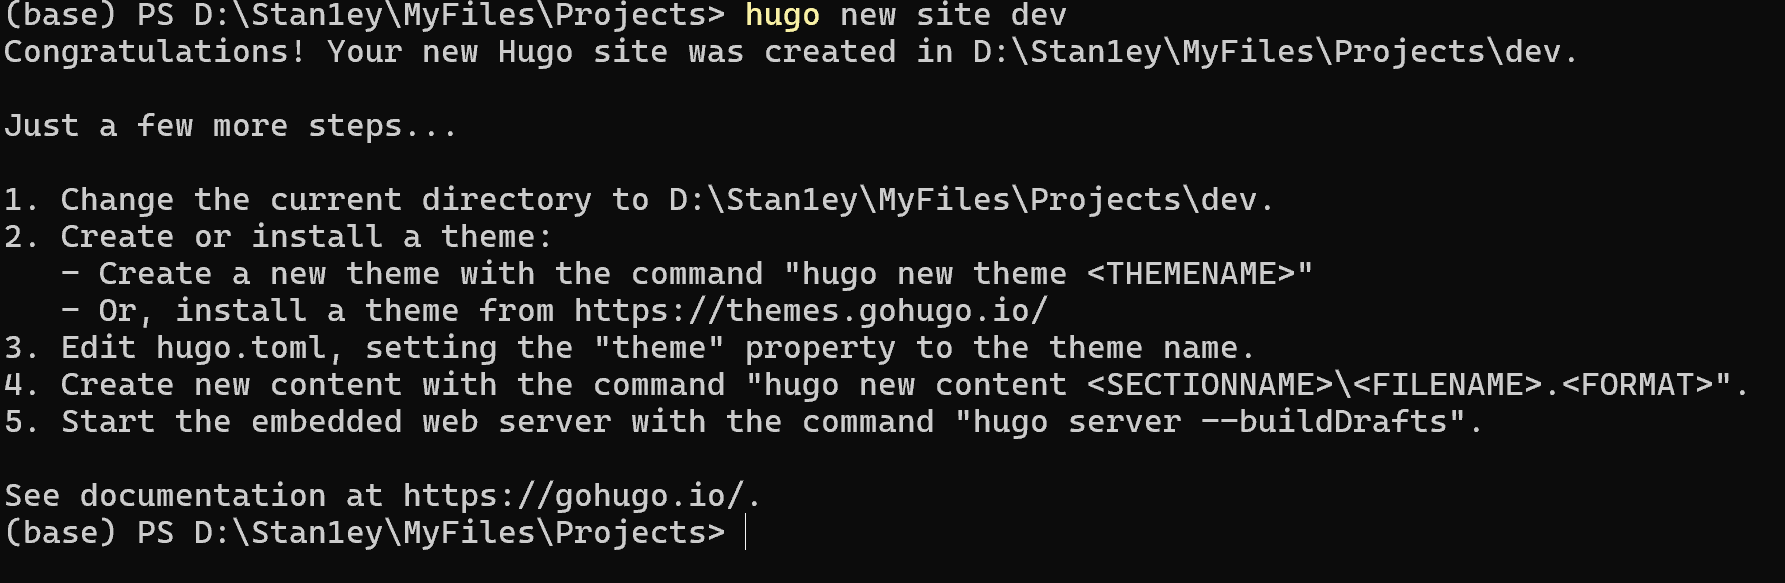 (base) PS D:\Stan1ey\MyFiles\Projects> hugo new site dev
Congratulations! Your new Hugo site was created in D:\Stan1ey\MyFiles\Projects\dev.
Just a few more steps...
1. Change the current directory to D:\Stan1ey\MyFiles\Projects\dev.
2. Create or install a theme:
   - Create a new theme with the command "hugo new theme <THEMENAME>"
   - Or, install a theme from https://themes.gohugo.io/
3. Edit hugo.toml, setting the "theme" property to the theme name.
4. Create new content with the command "hugo new content <SECTIONNAME>\<FILENAME>.<FORMAT>".
5. Start the embedded web server with the command "hugo server --buildDrafts".
See documentation at https://gohugo.io/.
(base) PS D:\Stan1ey\MyFiles\Projects>